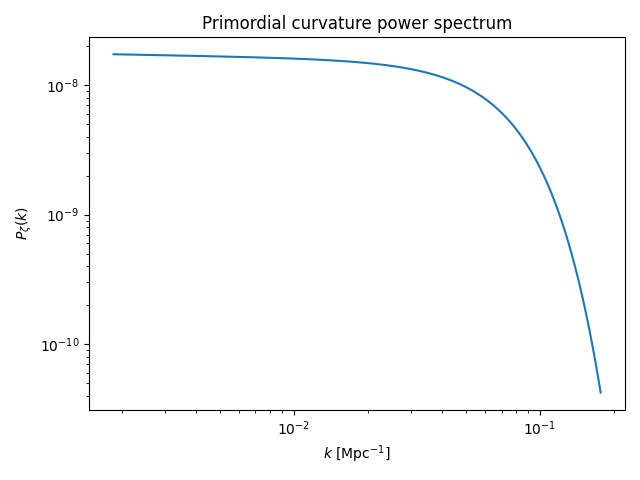 Primordial curvature power spectrum
10⁻⁸
10⁻⁹
10⁻¹⁰
P_ζ(k)
10⁻²
10⁻¹
k [Mpc⁻¹]